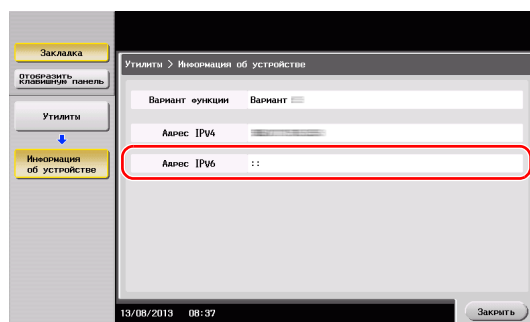 Закладка
Отобразить
клавишную панель
Утилиты
Информация
об устройстве
Утилиты > Информация об устройстве
Вариант функции Вариант
Адрес IPv4
Адрес IPv6 ::
13/08/2013 08:37
Закрыть